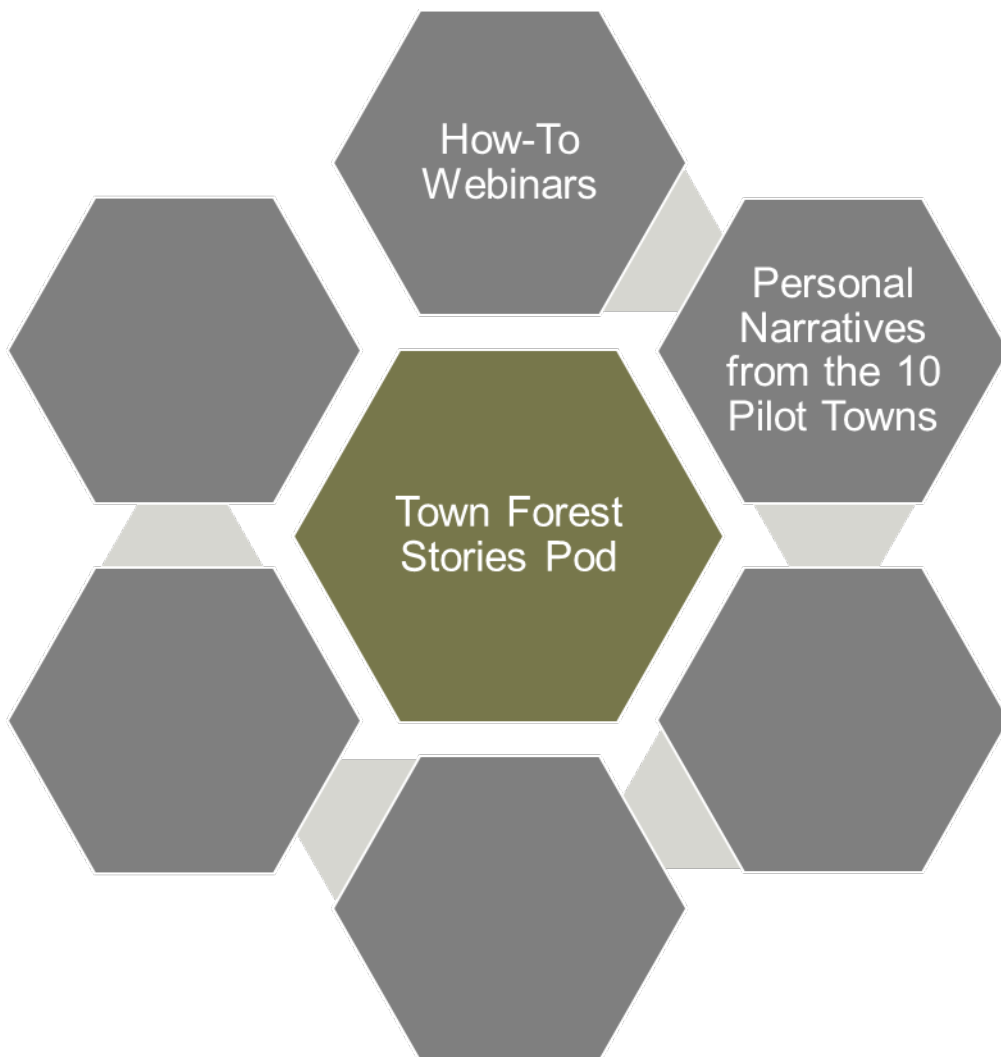 How-To
Webinars
Personal
Narratives
from the 10
Pilot Towns
Town Forest
Stories Pod